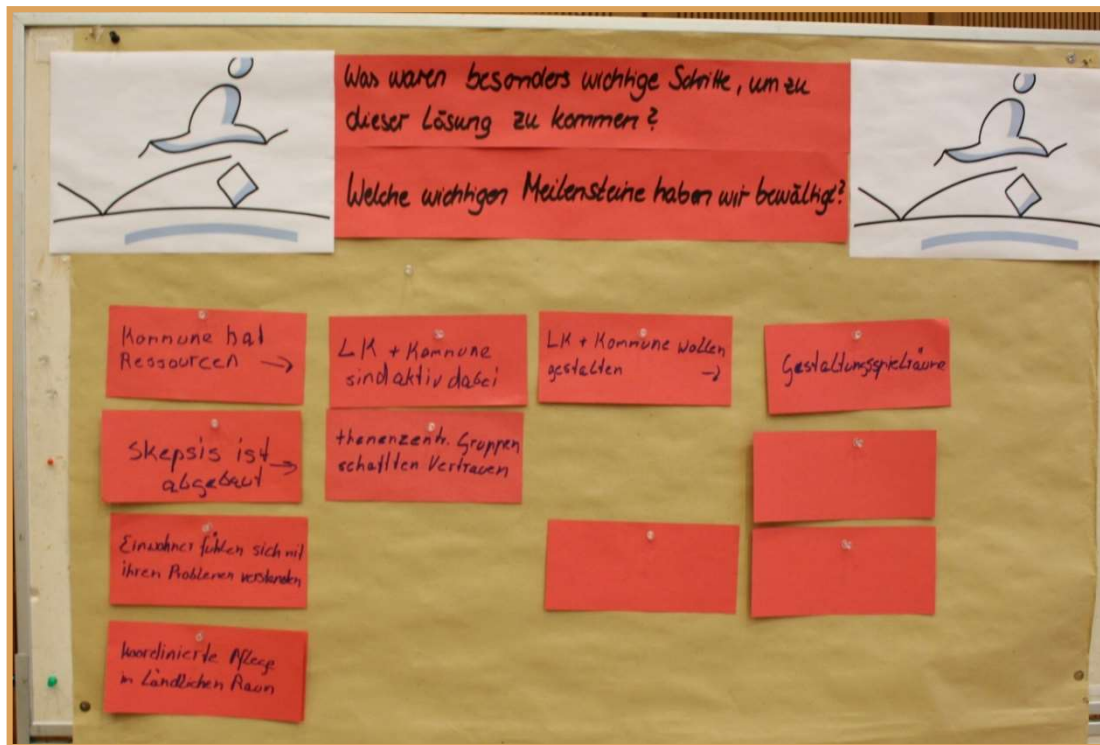 Was waren besonders wichtige Schritte, um zu
dieser Lösung zu kommen?
Welche wichtigen Meilensteine haben wir bewältigt?
Kommune hat
Ressourcen →
Skepsis ist →
abgebaut
Einwohner fühlen sich mit
ihren Problemen verstanden
koordinierte Pflege
in Ländlichen Raum
LK + Kommune
sind aktiv dabei
themenzentr. Gruppen
schafften Vertrauen
LK + Kommune wollen
gestalten →
Gestaltungsspielräume